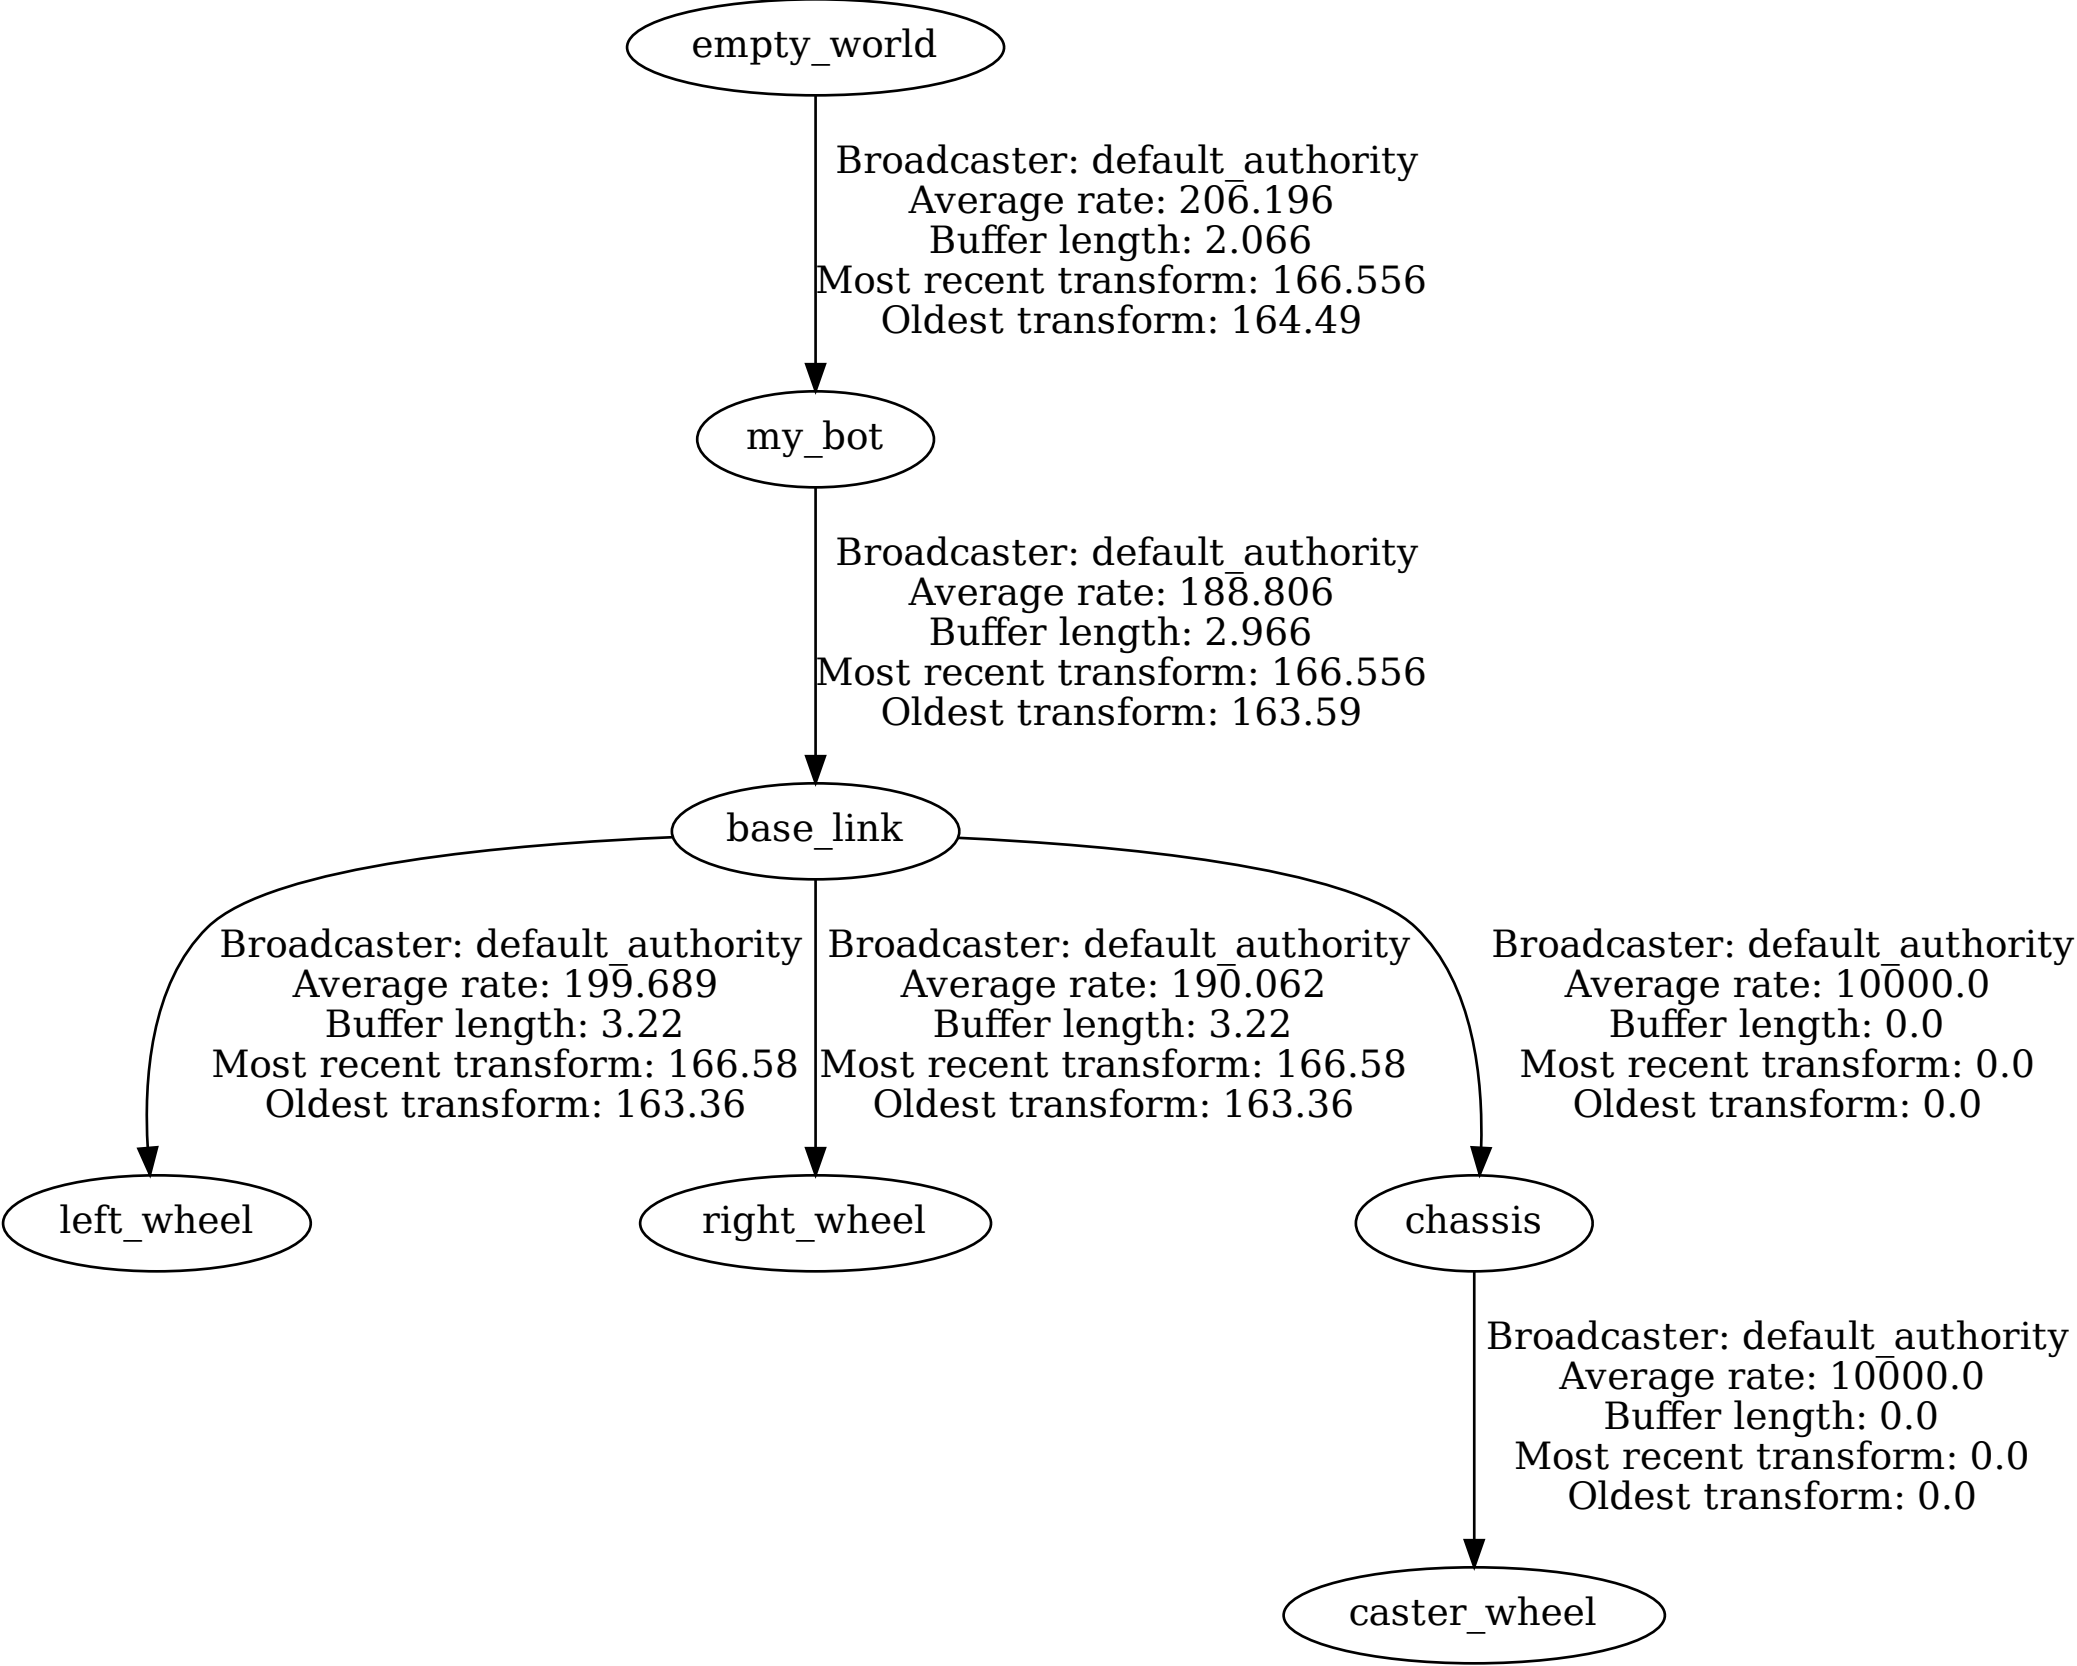 empty_world
Broadcaster: default_authority
Average rate: 206.196
Buffer length: 2.066
Most recent transform: 166.556
Oldest transform: 164.49
my_bot
Broadcaster: default_authority
Average rate: 188.806
Buffer length: 2.966
Most recent transform: 166.556
Oldest transform: 163.59
base_link
Broadcaster: default_authority
Average rate: 199.689
Buffer length: 3.22
Most recent transform: 166.58
Oldest transform: 163.36
Broadcaster: default_authority
Average rate: 190.062
Buffer length: 3.22
Most recent transform: 166.58
Oldest transform: 163.36
Broadcaster: default_authority
Average rate: 10000.0
Buffer length: 0.0
Most recent transform: 0.0
Oldest transform: 0.0
left_wheel
right_wheel
chassis
Broadcaster: default_authority
Average rate: 10000.0
Buffer length: 0.0
Most recent transform: 0.0
Oldest transform: 0.0
caster_wheel